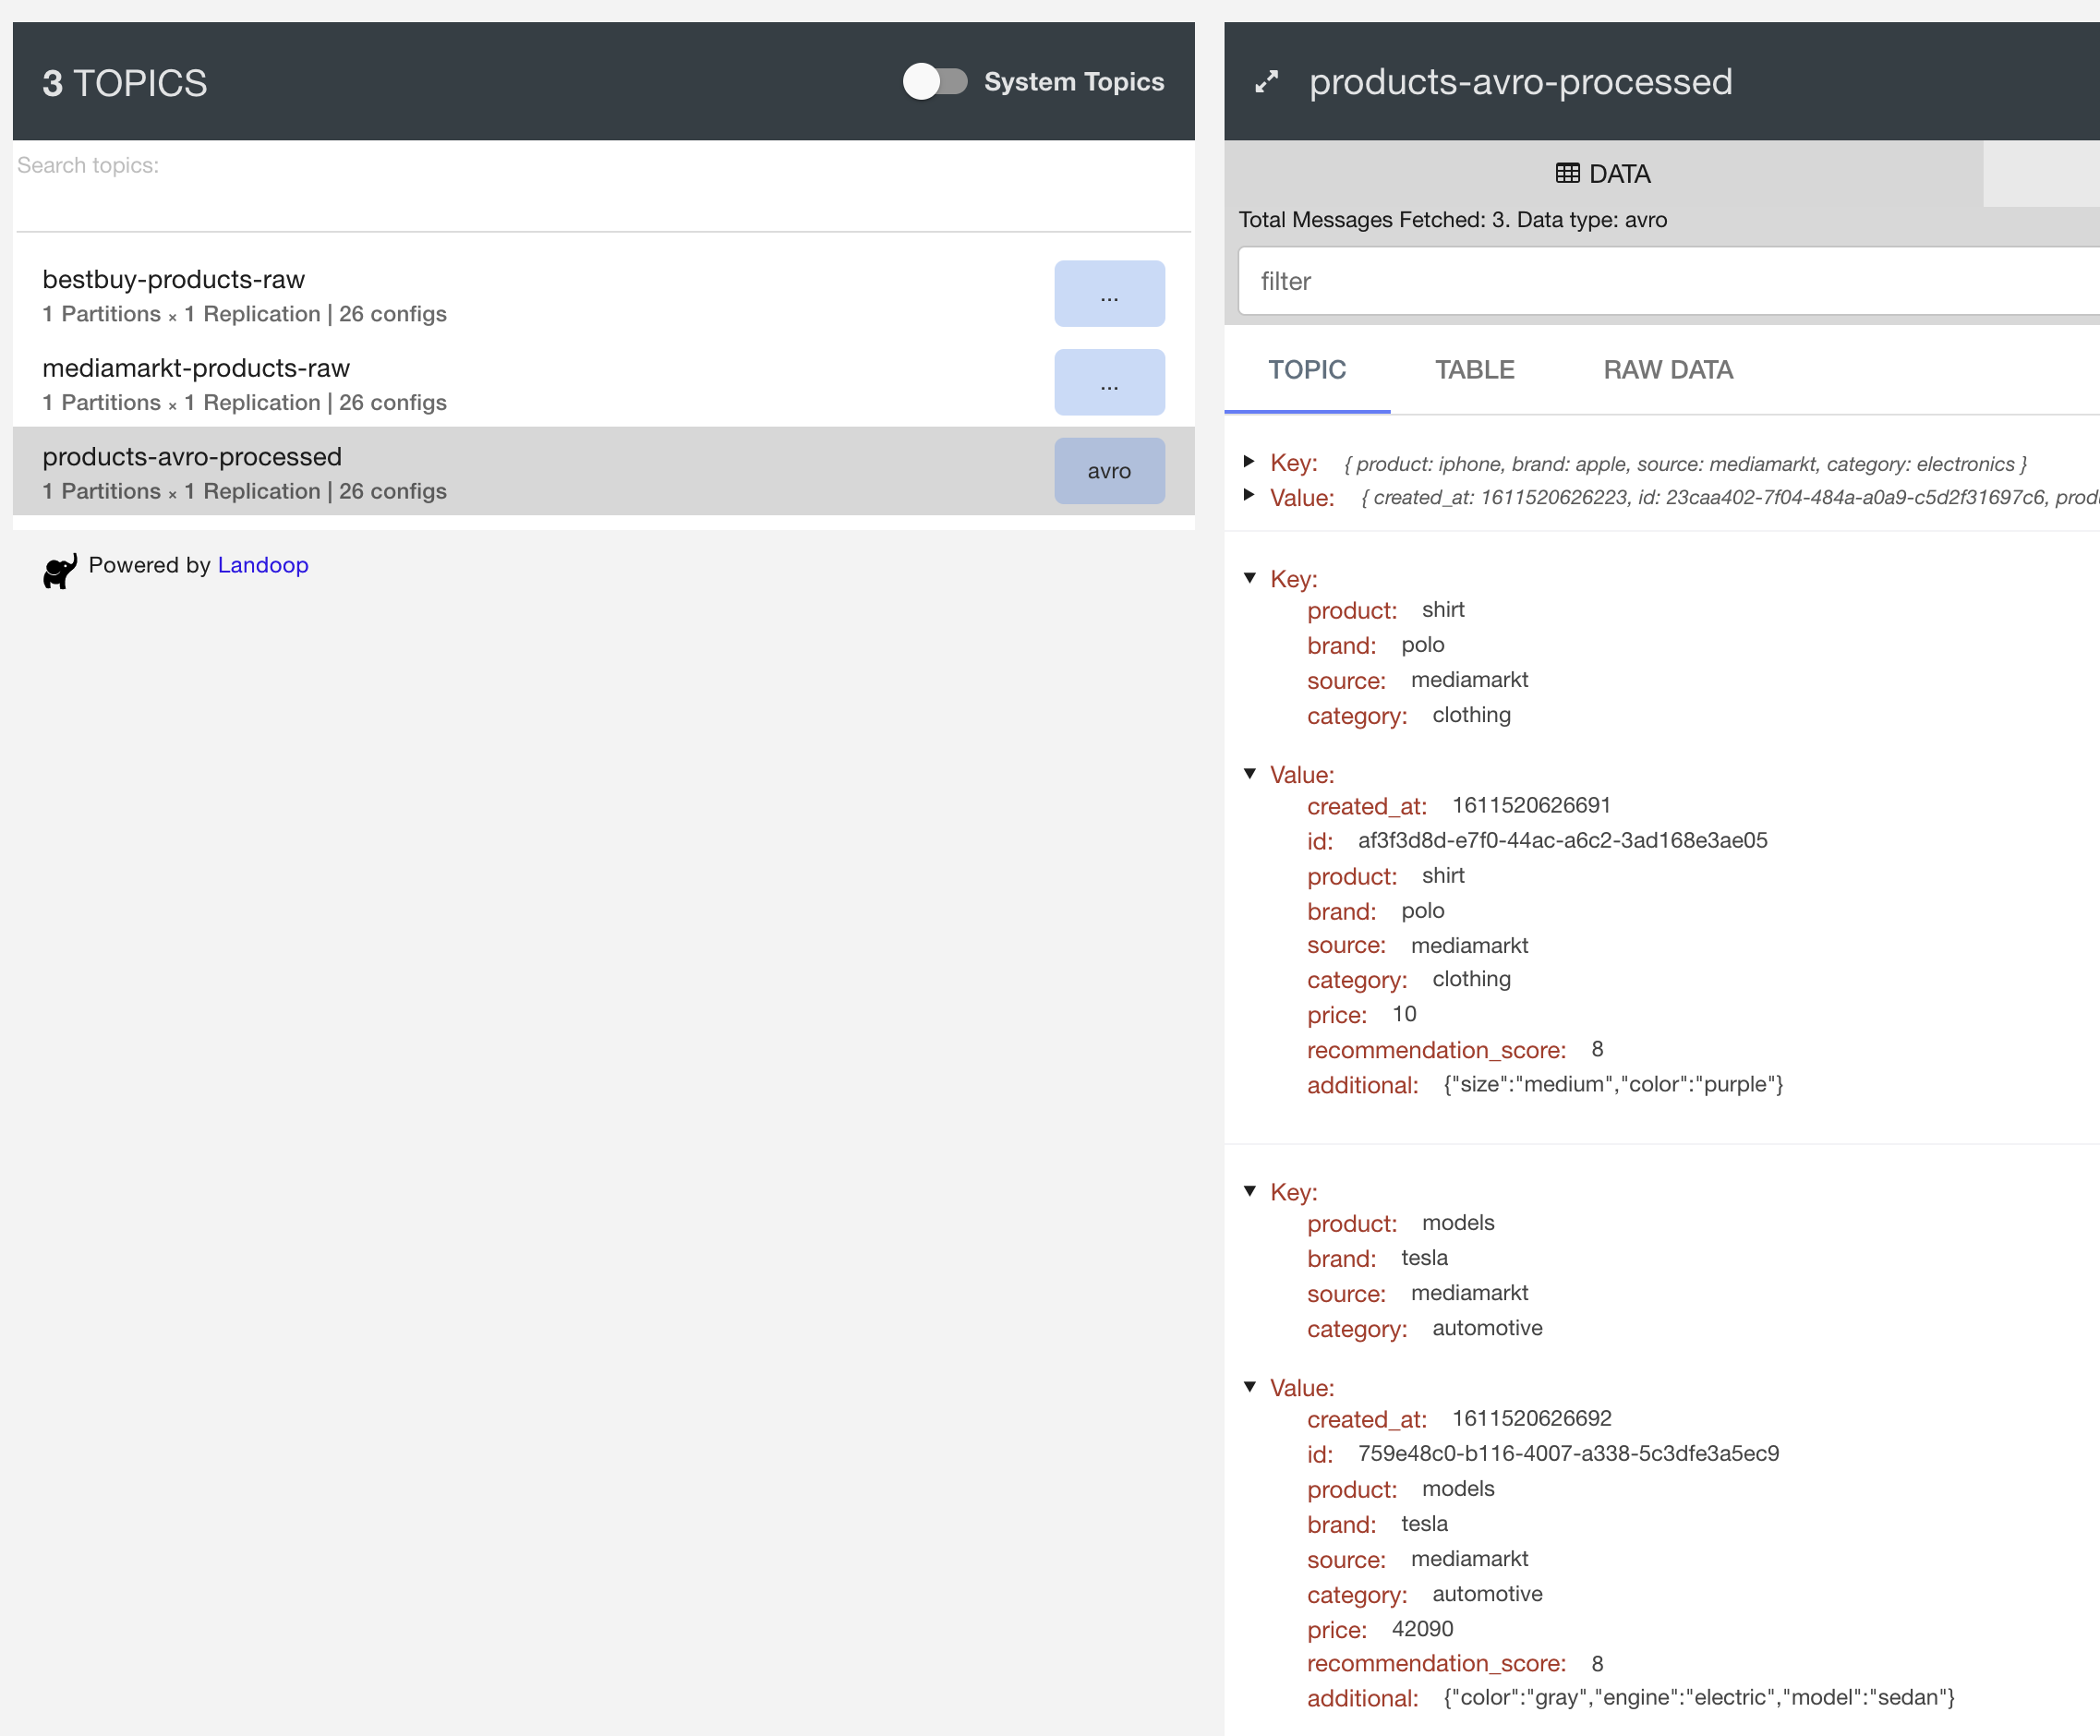 3 TOPICS
System Topics
Search topics:
bestbuy-products-raw
1 Partitions × 1 Replication | 26 configs
...
mediamarkt-products-raw
1 Partitions × 1 Replication | 26 configs
...
products-avro-processed
1 Partitions × 1 Replication | 26 configs
avro
Powered by Landoop
products-avro-processed
DATA
Total Messages Fetched: 3. Data type: avro
filter
TOPIC TABLE RAW DATA
Key: { product: iphone, brand: apple, source: mediamarkt, category: electronics }
Value: { created_at: 1611520626223, id: 23caa402-7f04-484a-a0a9-c5d2f31697c6, prod
Key:
product: shirt
brand: polo
source: mediamarkt
category: clothing
Value:
created_at: 1611520626691
id: af3f3d8d-e7f0-44ac-a6c2-3ad168e3ae05
product: shirt
brand: polo
source: mediamarkt
category: clothing
price: 10
recommendation_score: 8
additional: {"size":"medium","color":"purple"}
Key:
product: models
brand: tesla
source: mediamarkt
category: automotive
Value:
created_at: 1611520626692
id: 759e48c0-b116-4007-a338-5c3dfe3a5ec9
product: models
brand: tesla
source: mediamarkt
category: automotive
price: 42090
recommendation_score: 8
additional: {"color":"gray","engine":"electric","model":"sedan"}